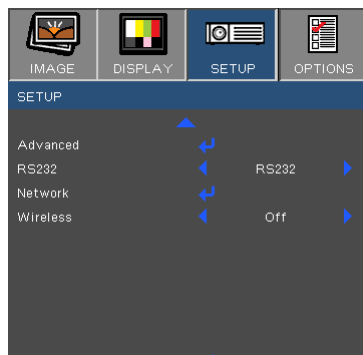 IMAGE DISPLAY SETUP OPTIONS
SETUP
Advanced
RS232 RS232
Network
Wireless Off